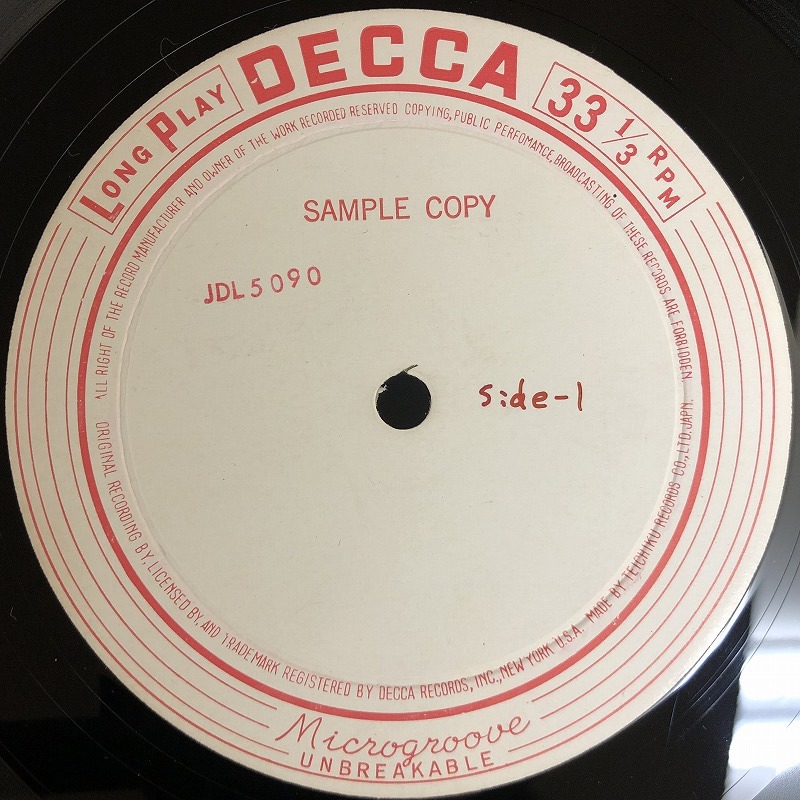 LONG PLAY
DECCA
33 1/3 RPM
ALL RIGHT OF THE RECORD MANUFACTURER AND OWNER OF THE WORK RECORDED RESERVED COPYING, PUBLIC PERFOMANCE, BROADCASTING OF THESE RECORDS ARE FORBIDDEN.
SAMPLE COPY
JDL5090
side-1
ORIGINAL RECORDING BY, LICENSED BY, AND TRADEMARK REGISTERED BY DECCA RECORDS, INC., NEW YORK U.S.A. MADE BY TEICHIKU RECORDS CO., LTD. JAPN.
Microgroove
UNBREAKABLE